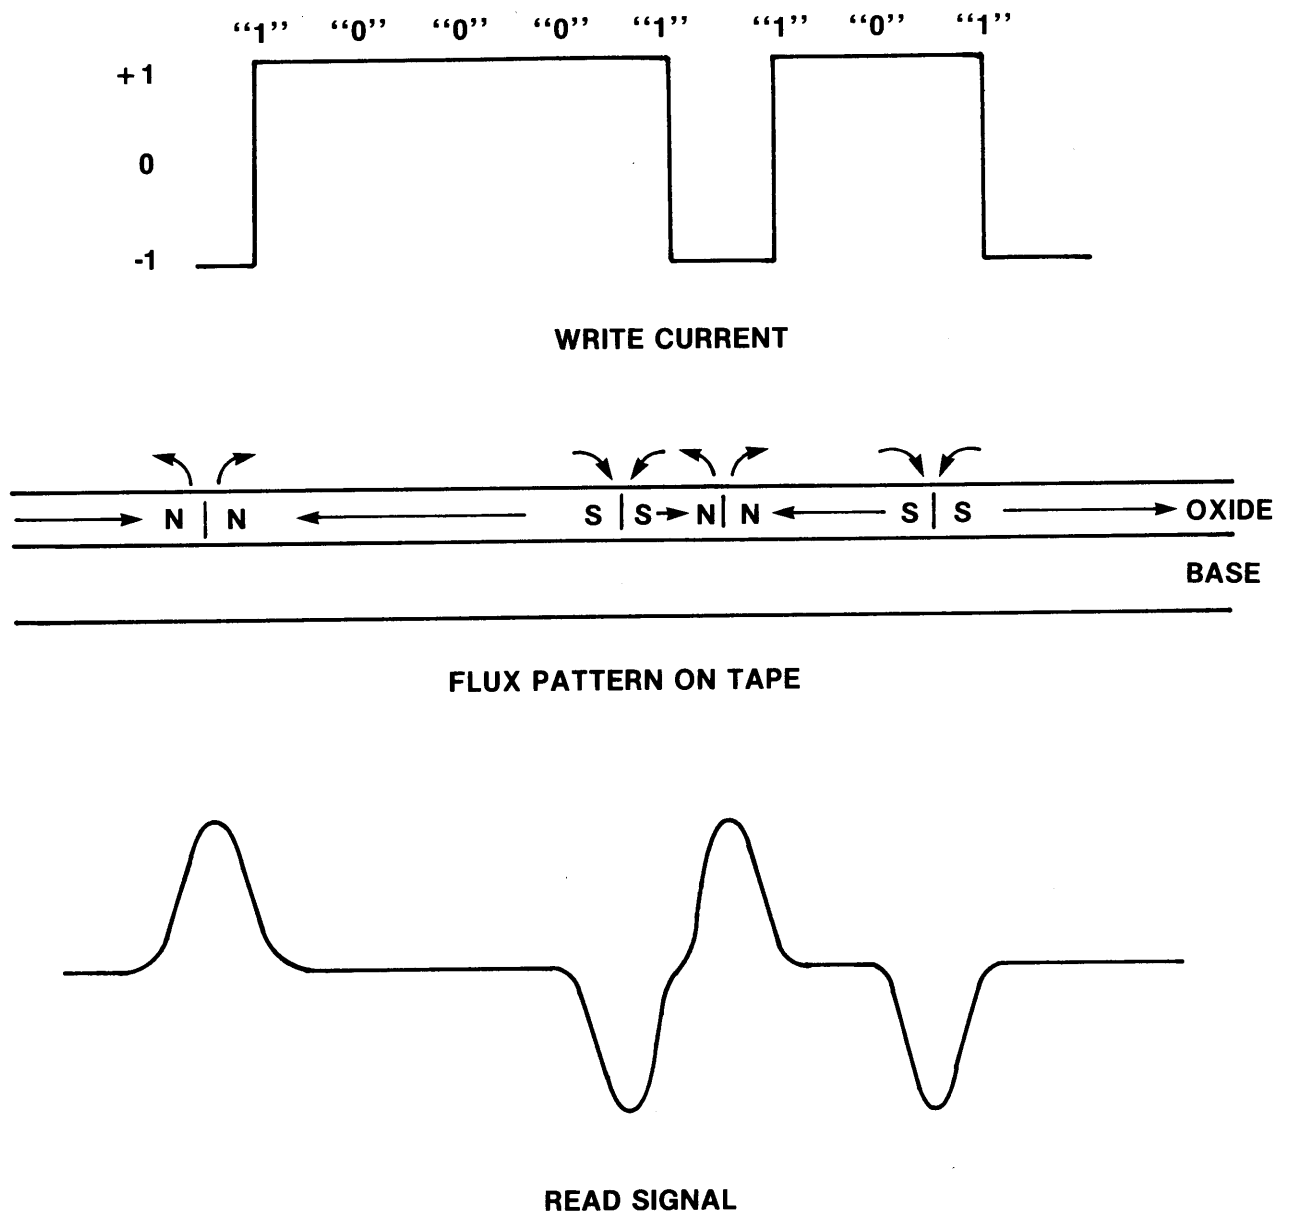 “1” “0” “0” “0” “1” “1” “0” “1”
+1
0
-1
WRITE CURRENT
N | N S | S N | N S | S OXIDE
BASE
FLUX PATTERN ON TAPE
READ SIGNAL